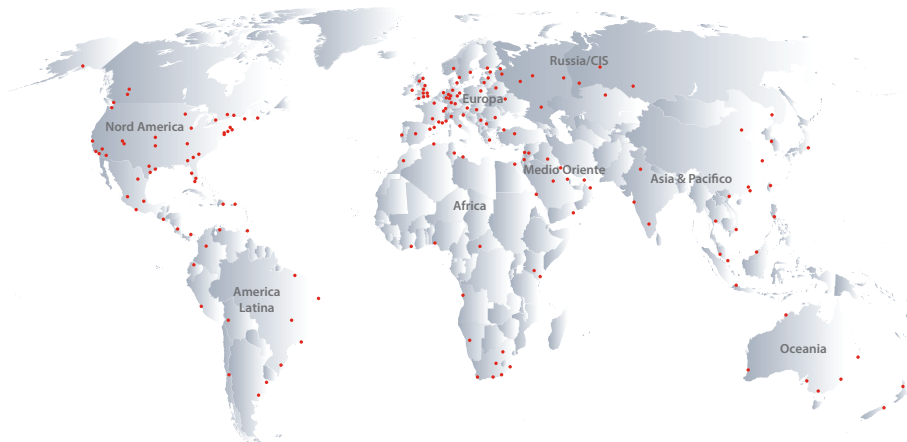 Russia/CIS
Europa
Nord America
Medio Oriente
Asia & Pacifico
Africa
America
Latina
Oceania